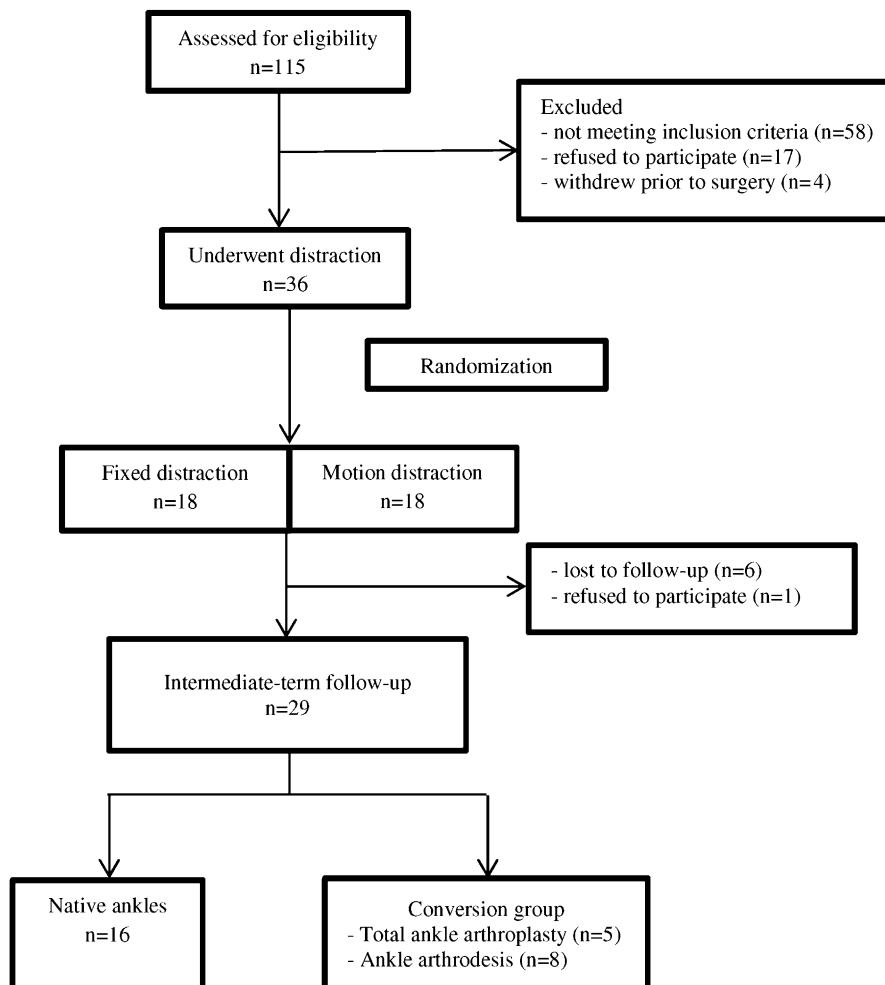 Assessed for eligibility
n=115
Excluded
- not meeting inclusion criteria (n=58)
- refused to participate (n=17)
- withdrew prior to surgery (n=4)
Underwent distraction
n=36
Randomization
Fixed distraction
n=18
Motion distraction
n=18
- lost to follow-up (n=6)
- refused to participate (n=1)
Intermediate-term follow-up
n=29
Native ankles
n=16
Conversion group
- Total ankle arthroplasty (n=5)
- Ankle arthrodesis (n=8)